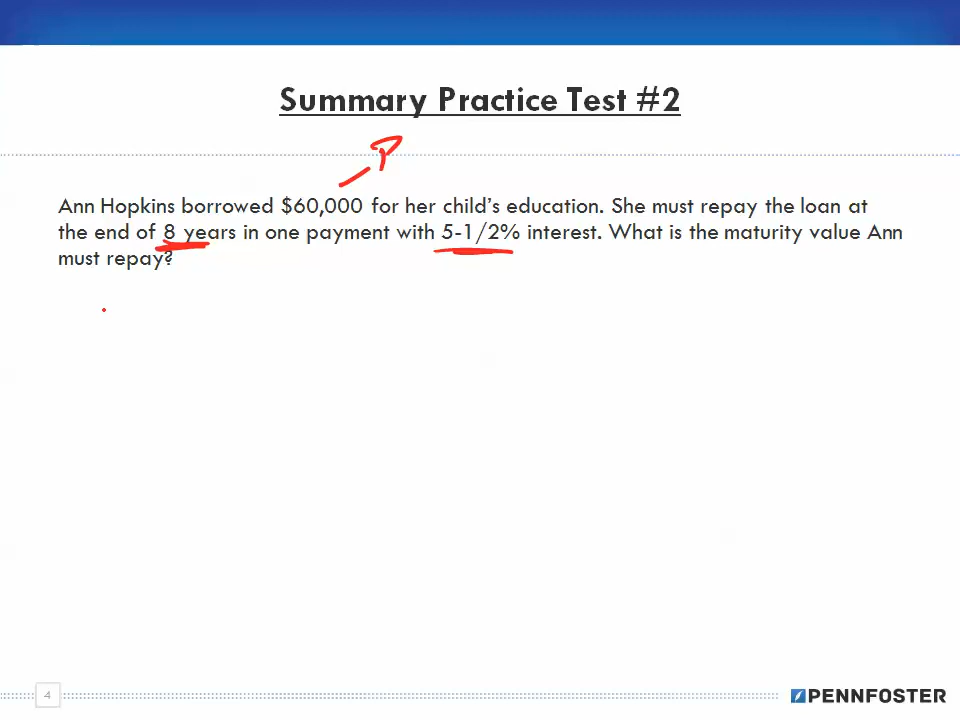 Summary Practice Test #2
P
Ann Hopkins borrowed $60,000 for her child's education. She must repay the loan at
the end of 8 years in one payment with 5-1/2% interest. What is the maturity value Ann
must repay?
4
PENNFOSTER